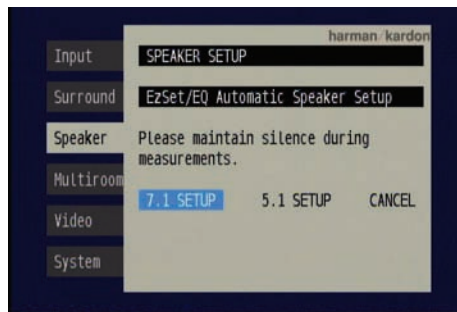 harman/kardon
Input
SPEAKER SETUP
Surround
EzSet/EQ Automatic Speaker Setup
Speaker
Please maintain silence during
measurements.
Multiroom
7.1 SETUP 5.1 SETUP CANCEL
Video
System